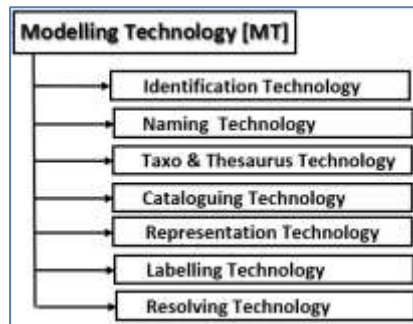 Modelling Technology [MT]
Identification Technology
Naming Technology
Taxo & Thesaurus Technology
Cataloguing Technology
Representation Technology
Labelling Technology
Resolving Technology